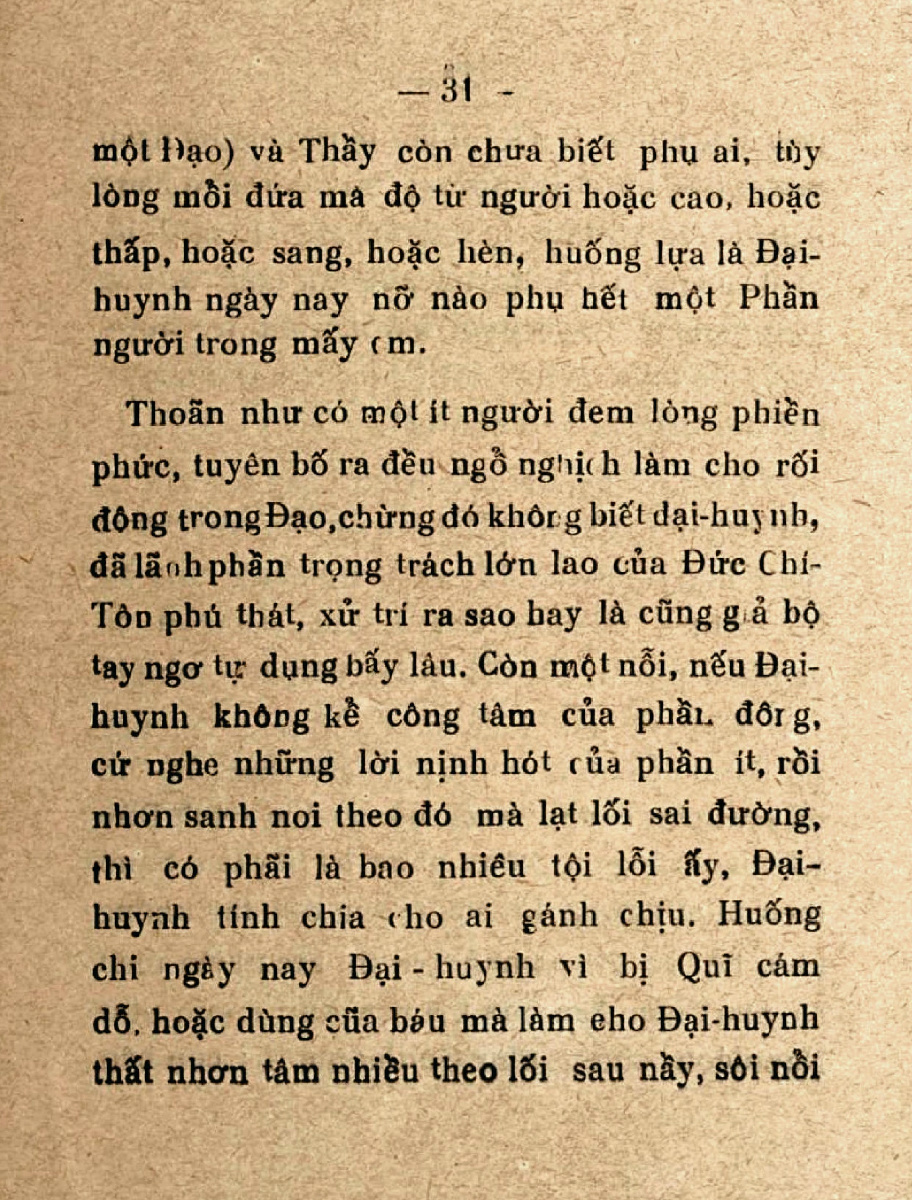 — 31 -
một Đạo) và Thầy còn chưa biết phụ ai, tùy
lòng mồi đứa mà độ từ người hoặc cao, hoặc
thấp, hoặc sang, hoặc hèn, huống lựa là Đại-
huynh ngày nay nỡ nào phụ hết một Phần
người trong mấy em.
Thoãn như có một ít người đem lòng phiền
phức, tuyên bố ra đều ngỗ nghịch làm cho rối
động trong Đạo, chừng đó không biết đại-huynh,
đã lãnh phần trọng trách lớn lao của Đức Chí-
Tôn phú thát, xử trí ra sao hay là cũng giả bộ
tay ngơ tự dụng bấy lâu. Còn một nỗi, nếu Đại-
huynh không kể công tâm của phần đông,
cứ nghe những lời nịnh hót của phần ít, rồi
nhơn sanh noi theo đó mà lạt lối sai đường,
thì có phãi là bao nhiêu tội lỗi ấy, Đại-
huynh tính chia cho ai gánh chịu. Huống
chi ngày nay Đại-huynh vì bị Quĩ cám
dỗ, hoặc dùng cũa báu mà làm cho Đại-huynh
thất nhơn tâm nhiều theo lối sau nầy, sôi nồi